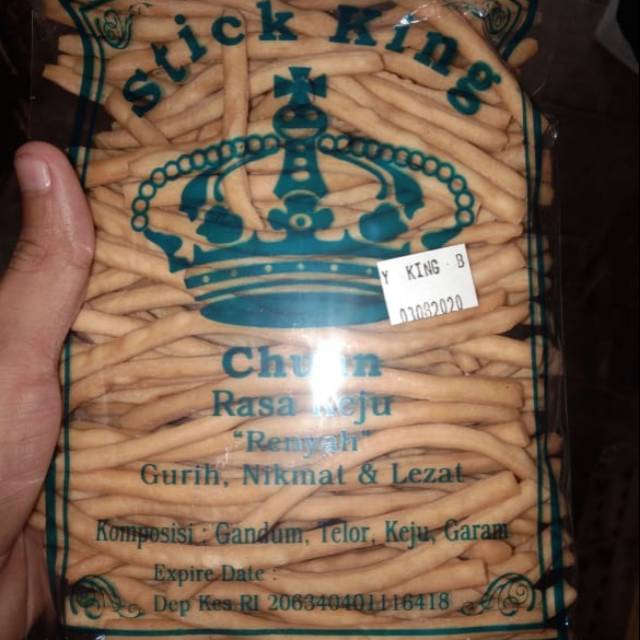 Stick King
Y KING B
01082020
Rasa Keju
"Renyah"
Gurih, Nikmat & Lezat
Komposisi : Gandum, Telor, Keju, Garam
Expire Date :
Dep Kes RI 206340401116418